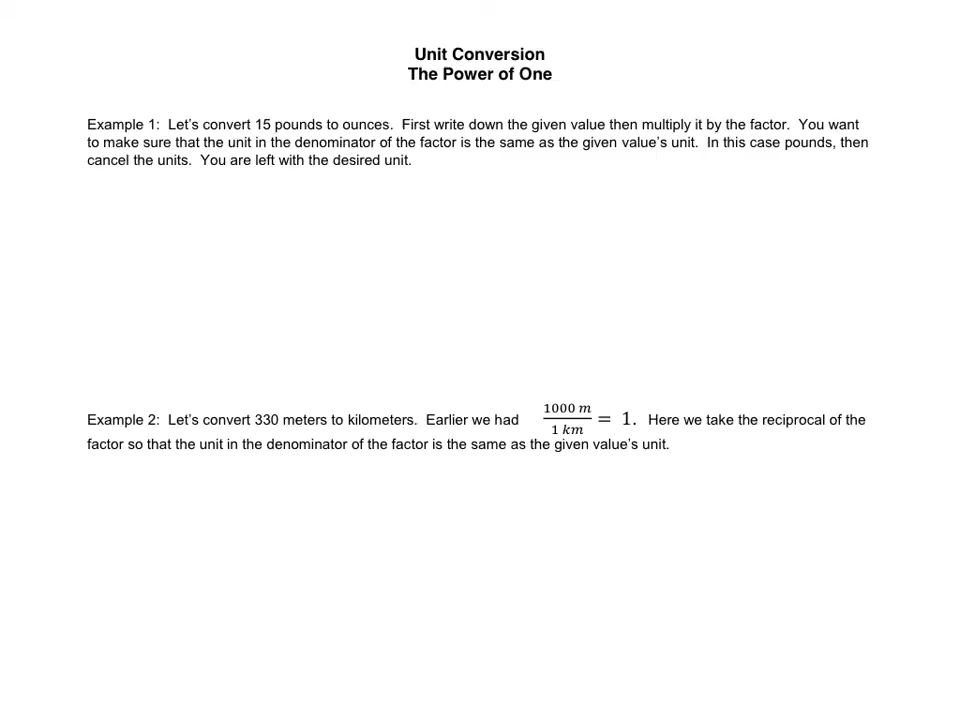 Unit Conversion
The Power of One
Example 1:  Let's convert 15 pounds to ounces.  First write down the given value then multiply it by the factor.  You want
to make sure that the unit in the denominator of the factor is the same as the given value's unit.  In this case pounds, then
cancel the units.  You are left with the desired unit.
Example 2:  Let's convert 330 meters to kilometers.  Earlier we had 1000 m / 1 km = 1.  Here we take the reciprocal of the
factor so that the unit in the denominator of the factor is the same as the given value's unit.